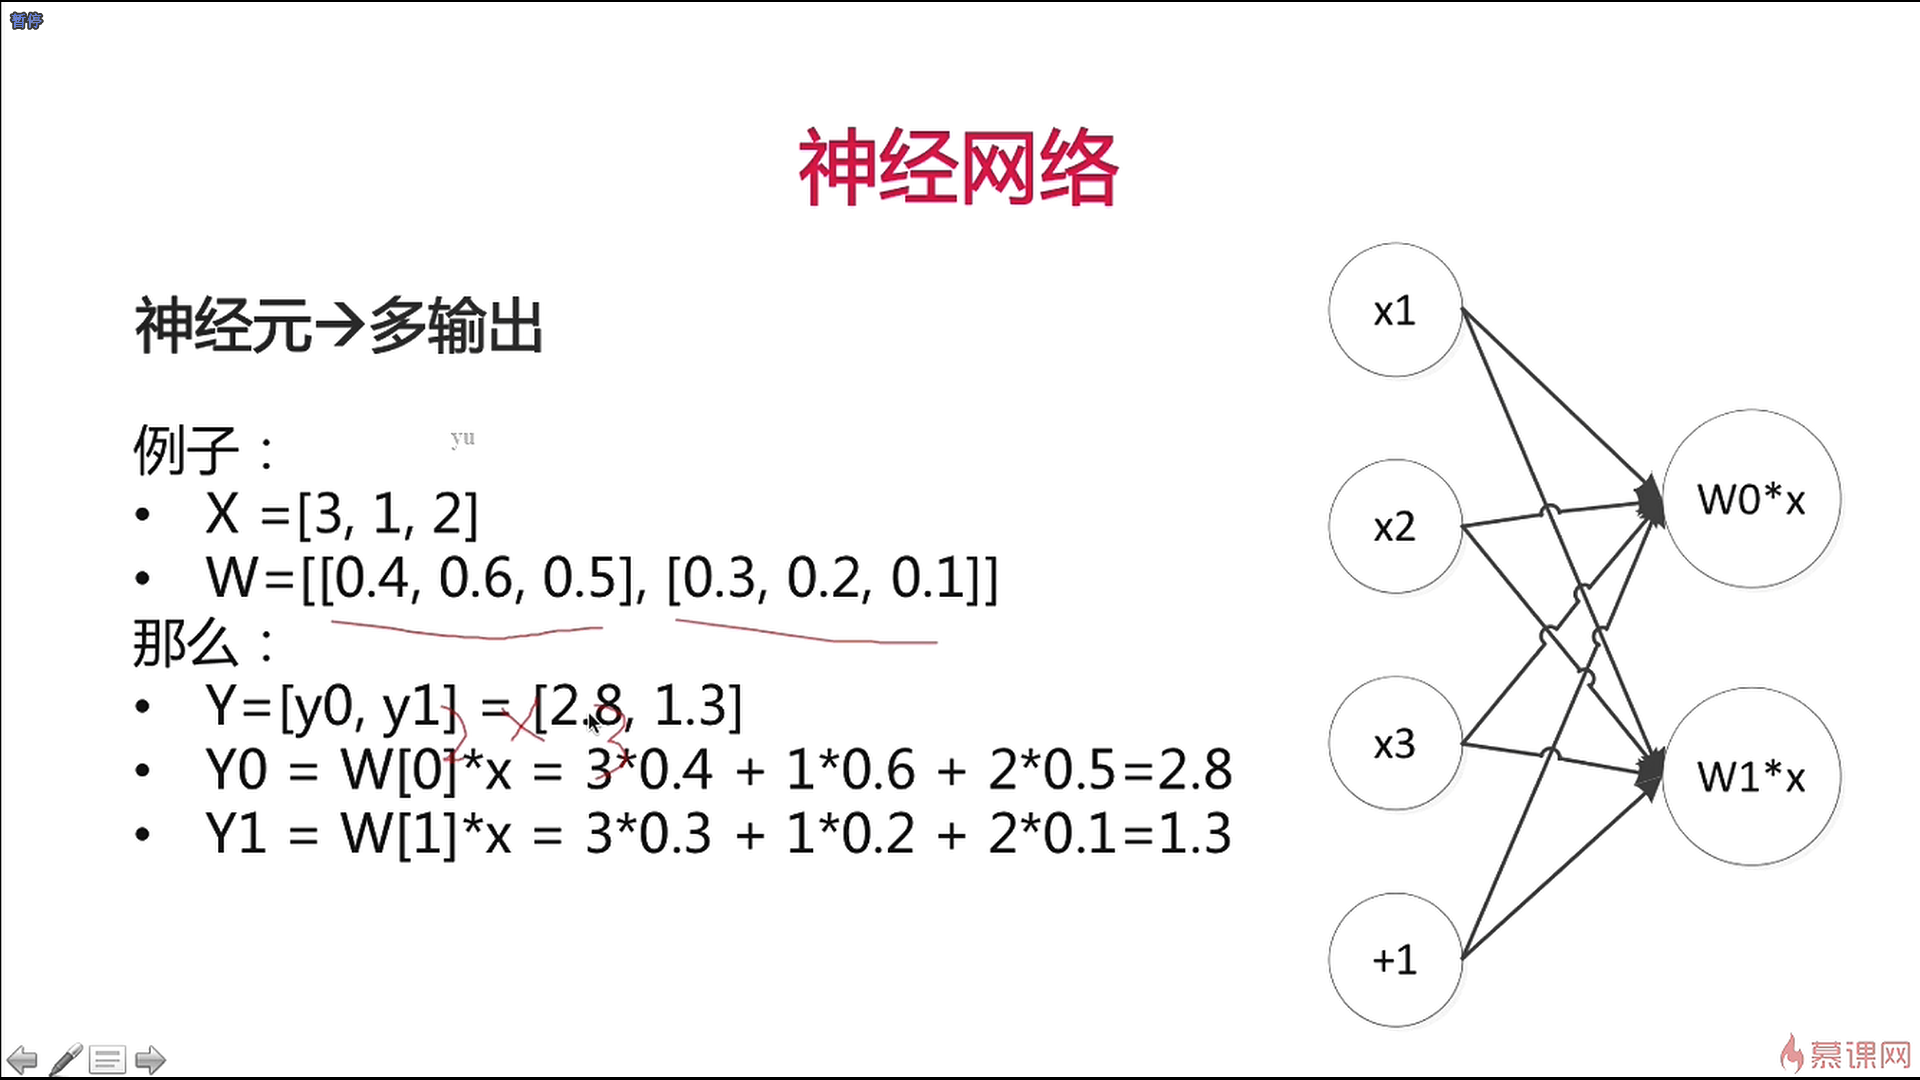 暂停
神经网络
神经元→多输出
例子：
yu
• X =[3, 1, 2]
• W=[[0.4, 0.6, 0.5], [0.3, 0.2, 0.1]]
那么：
• Y=[y0, y1] = [2.8, 1.3]
• Y0 = W[0]*x = 3*0.4 + 1*0.6 + 2*0.5=2.8
• Y1 = W[1]*x = 3*0.3 + 1*0.2 + 2*0.1=1.3
3 X 3
x1
x2
x3
+1
W0*x
W1*x
慕课网